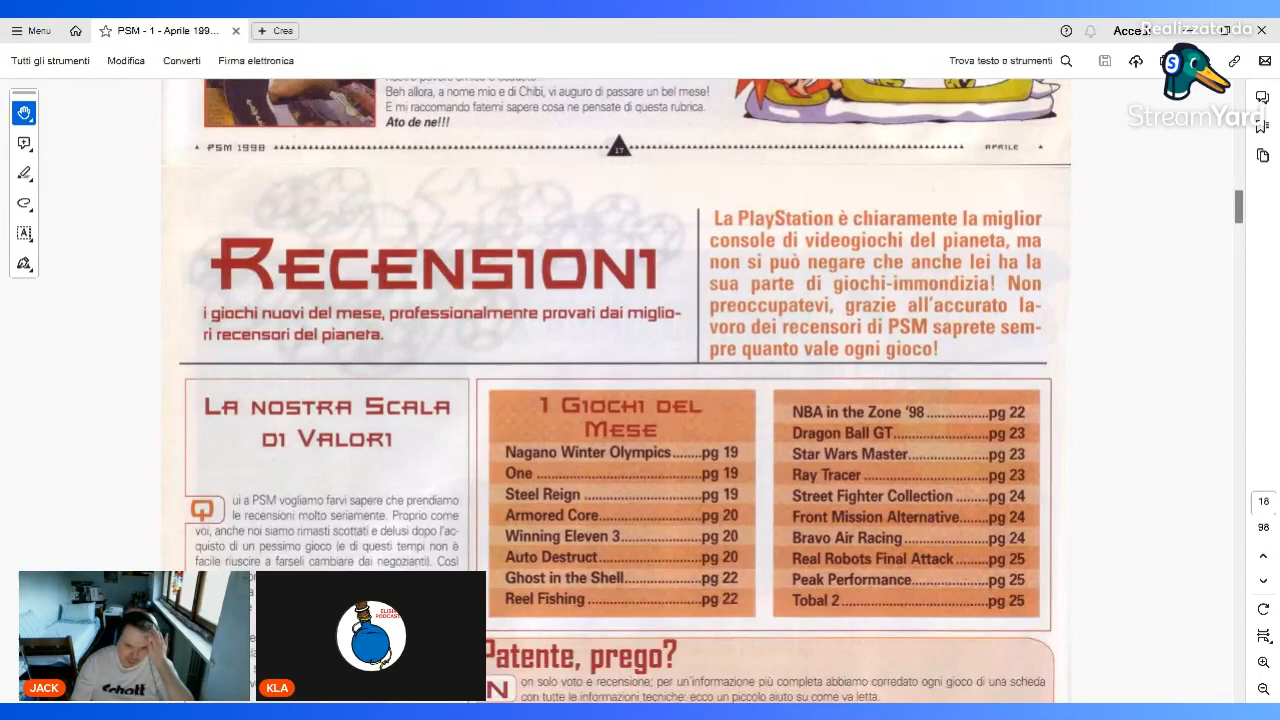 Menu
PSM - 1 - Aprile 199...
Crea
Realizzato da
Tutti gli strumenti
Modifica
Converti
Firma elettronica
Trova testo o strumenti
StreamYard
Beh allora, a nome mio e di Chibi, vi auguro di passare un bel mese!
E mi raccomando fatemi sapere cosa ne pensate di questa rubrica.
Ato de ne!!!
PSM 1998
17
APRILE
RECENSIONI
i giochi nuovi del mese, professionalmente provati dai miglio-
ri recensori del pianeta.
La PlayStation è chiaramente la miglior
console di videogiochi del pianeta, ma
non si può negare che anche lei ha la
sua parte di giochi-immondizia! Non
preoccupatevi, grazie all'accurato la-
voro dei recensori di PSM saprete sem-
pre quanto vale ogni gioco!
LA NOSTRA SCALA
DI VALORI
Qui a PSM vogliamo farvi sapere che prendiamo
le recensioni molto seriamente. Proprio come
voi, anche noi siamo rimasti scottati e delusi dopo l'ac-
quisto di un pessimo gioco (e di questi tempi non è
facile riuscire a farseli cambiare dai negozianti). Così
I GIOCHI DEL
MESE
Nagano Winter Olympics.......pg 19
One ........................................pg 19
Steel Reign ............................pg 19
Armored Core.........................pg 20
Winning Eleven 3...................pg 20
Auto Destruct.........................pg 20
Ghost in the Shell...................pg 22
Reel Fishing ...........................pg 22
NBA in the Zone '98...............pg 22
Dragon Ball GT.......................pg 23
Star Wars Master...................pg 23
Ray Tracer .............................pg 23
Street Fighter Collection .......pg 24
Front Mission Alternative.......pg 24
Bravo Air Racing ...................pg 24
Real Robots Final Attack.......pg 25
Peak Performance.................pg 25
Tobal 2...................................pg 25
Patente, prego?
Non solo voto e recensione; per un'informazione più completa abbiamo corredato ogni gioco di una scheda
con tutte le informazioni tecniche: ecco un piccolo aiuto su come va letta.
18
98
ELISIR
PODCAST
JACK
KLA